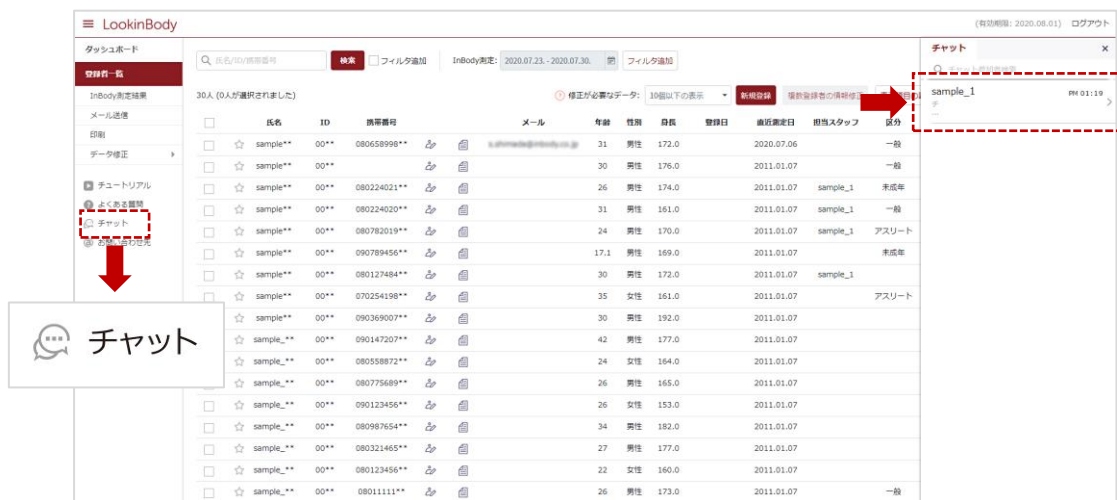 LookinBody
(有効期限: 2020.08.01) ログアウト
ダッシュボード
登録者一覧
InBody測定結果
メール送信
印刷
データ修正
チュートリアル
よくある質問
チャット
お問い合わせ先
チャット
氏名/ID/携帯番号 検索 フィルタ追加 InBody測定: 2020.07.23. - 2020.07.30. フィルタ追加
30人 (0人が選択されました) 修正が必要なデータ: 10個以下の表示 新規登録 複数登録者の情報修正
氏名 ID 携帯番号 メール 年齢 性別 身長 登録日 直近測定日 担当スタッフ 区分
sample** 00** 080658998** 31 男性 172.0 2020.07.06 一般
sample** 00** 30 男性 176.0 2011.01.07 一般
sample** 00** 080224021** 26 男性 174.0 2011.01.07 sample_1 未成年
sample** 00** 080224020** 31 男性 161.0 2011.01.07 sample_1 一般
sample** 00** 080782019** 24 男性 170.0 2011.01.07 sample_1 アスリート
sample** 00** 090789456** 17.1 男性 169.0 2011.01.07 未成年
sample** 00** 080127484** 30 男性 172.0 2011.01.07 sample_1
sample** 00** 070254198** 35 女性 161.0 2011.01.07 アスリート
sample** 00** 090369007** 30 男性 192.0 2011.01.07
sample_** 00** 090147207** 42 男性 177.0 2011.01.07
sample_** 00** 080558872** 24 女性 164.0 2011.01.07
sample_** 00** 080775689** 26 男性 165.0 2011.01.07
sample_** 00** 090123456** 26 女性 153.0 2011.01.07
sample_** 00** 080987654** 34 男性 182.0 2011.01.07
sample_** 00** 080321465** 27 男性 177.0 2011.01.07
sample_** 00** 080123456** 22 女性 160.0 2011.01.07
sample_** 00** 08011111** 26 男性 173.0 2011.01.07 一般
チャット ×
sample_1 PM 01:19
チ
...